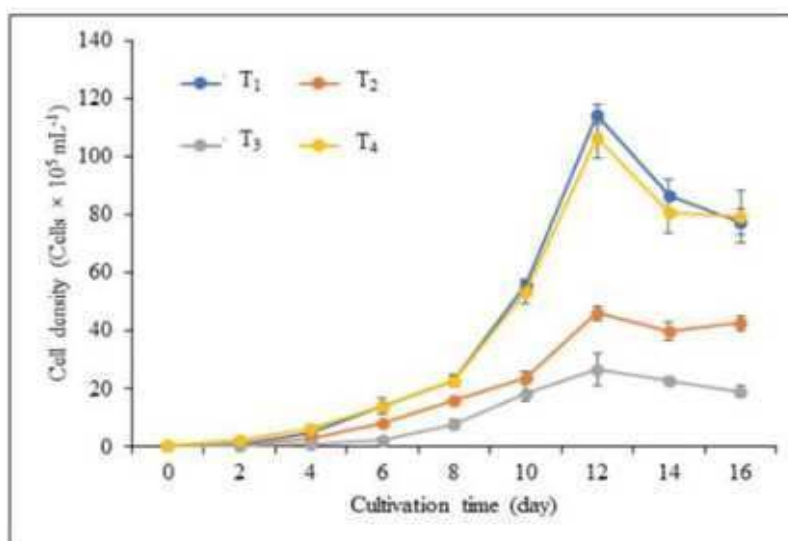 140
120
100
80
60
40
20
0
Cell density (Cells × 10⁵ mL⁻¹)
T₁ T₂
T₃ T₄
0 2 4 6 8 10 12 14 16
Cultivation time (day)